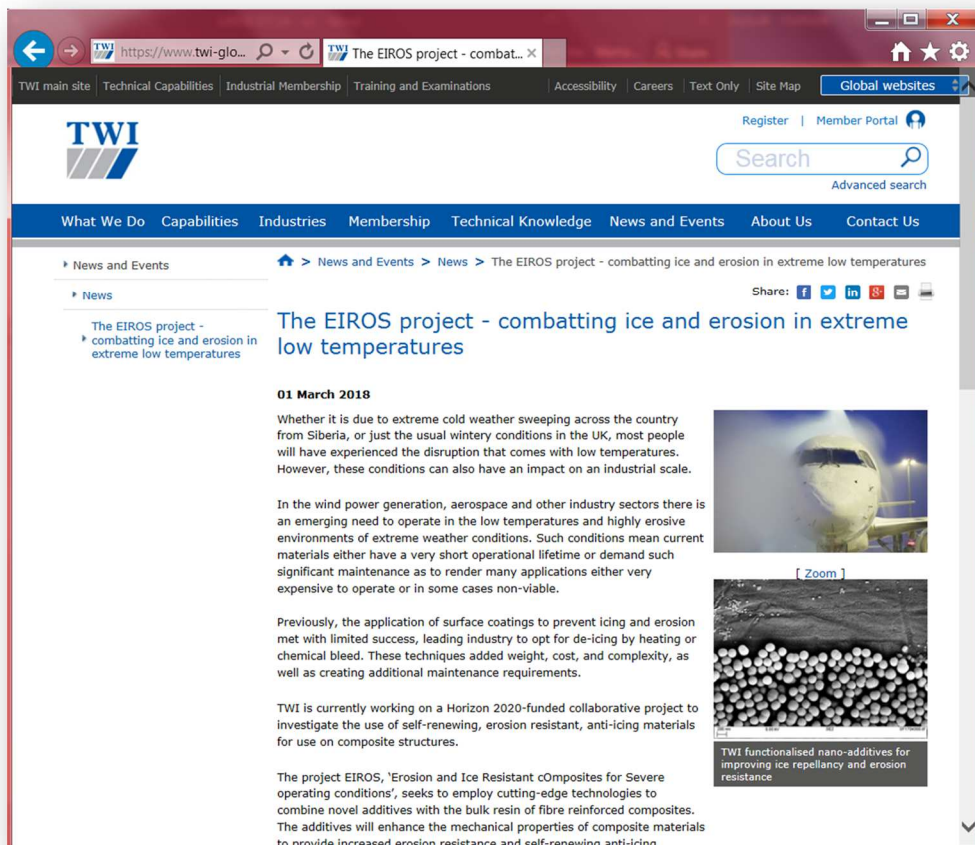 https://www.twi-glo...
The EIROS project - combat...
TWI main site
Technical Capabilities
Industrial Membership
Training and Examinations
Accessibility
Careers
Text Only
Site Map
Global websites
TWI
Register | Member Portal
Search
Advanced search
What We Do
Capabilities
Industries
Membership
Technical Knowledge
News and Events
About Us
Contact Us
News and Events
News
The EIROS project -
combatting ice and erosion in
extreme low temperatures
> News and Events > News > The EIROS project - combatting ice and erosion in extreme low temperatures
Share:
The EIROS project - combatting ice and erosion in extreme
low temperatures
01 March 2018
Whether it is due to extreme cold weather sweeping across the country
from Siberia, or just the usual wintery conditions in the UK, most people
will have experienced the disruption that comes with low temperatures.
However, these conditions can also have an impact on an industrial scale.
In the wind power generation, aerospace and other industry sectors there is
an emerging need to operate in the low temperatures and highly erosive
environments of extreme weather conditions. Such conditions mean current
materials either have a very short operational lifetime or demand such
significant maintenance as to render many applications either very
expensive to operate or in some cases non-viable.
Previously, the application of surface coatings to prevent icing and erosion
met with limited success, leading industry to opt for de-icing by heating or
chemical bleed. These techniques added weight, cost, and complexity, as
well as creating additional maintenance requirements.
TWI is currently working on a Horizon 2020-funded collaborative project to
investigate the use of self-renewing, erosion resistant, anti-icing materials
for use on composite structures.
The project EIROS, ‘Erosion and Ice Resistant cOmposites for Severe
operating conditions’, seeks to employ cutting-edge technologies to
combine novel additives with the bulk resin of fibre reinforced composites.
The additives will enhance the mechanical properties of composite materials
to provide increased erosion resistance and self-renewing anti-icing
[ Zoom ]
TWI functionalised nano-additives for
improving ice repellancy and erosion
resistance